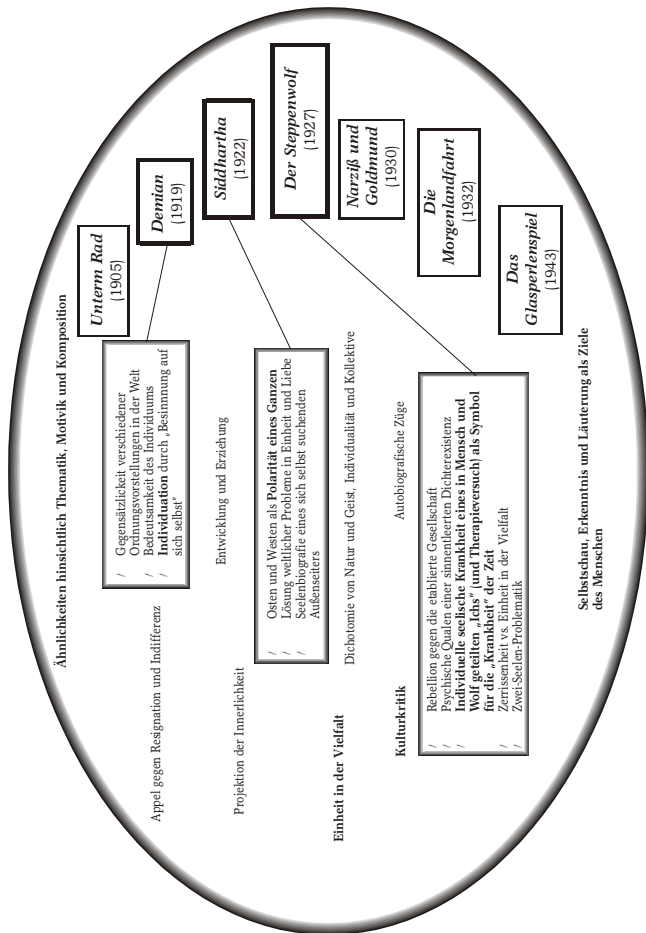 Ähnlichkeiten hinsichtlich Thematik, Motivik und Komposition
Unterm Rad
(1905)
Demian
(1919)
Siddhartha
(1922)
Der Steppenwolf
(1927)
Narziß und
Goldmund
(1930)
Die
Morgenlandfahrt
(1932)
Das
Glasperlenspiel
(1943)
/ Gegensätzlickeit verschiedener
Ordnungsvorstellungen in der Welt
/ Bedeutsamkeit des Individuums
/ Individuation durch „Besinnnung auf
sich selbst"
Appel gegen Resignation und Indifferenz
Entwicklung und Erziehung
Projektion der Innerlichkeit
/ Osten und Westen als Polarität eines Ganzen
/ Lösung weltlicher Probleme in Einheit und Liebe
/ Seelenbiografie eines sich selbst suchenden
Außenseiters
Einheit in der Vielfalt
Dichotomie von Natur und Geist, Individualität und Kollektive
Kulturkritik
Autobiografische Züge
/ Rebellion gegen die etablierte Gesellschaft
/ Psychische Qualen einer sinnentleerten Dichterexistenz
/ Individuelle seelische Krankheit eines in Mensch und
Wolf geteilten „Ichs" (und Therapieversuch) als Symbol
für die „Krankheit" der Zeit
/ Zerrissenheit vs. Einheit in der Vielfalt
/ Zwei-Seelen-Problematik
Selbstschau, Erkenntnis und Läuterung als Ziele
des Menschen